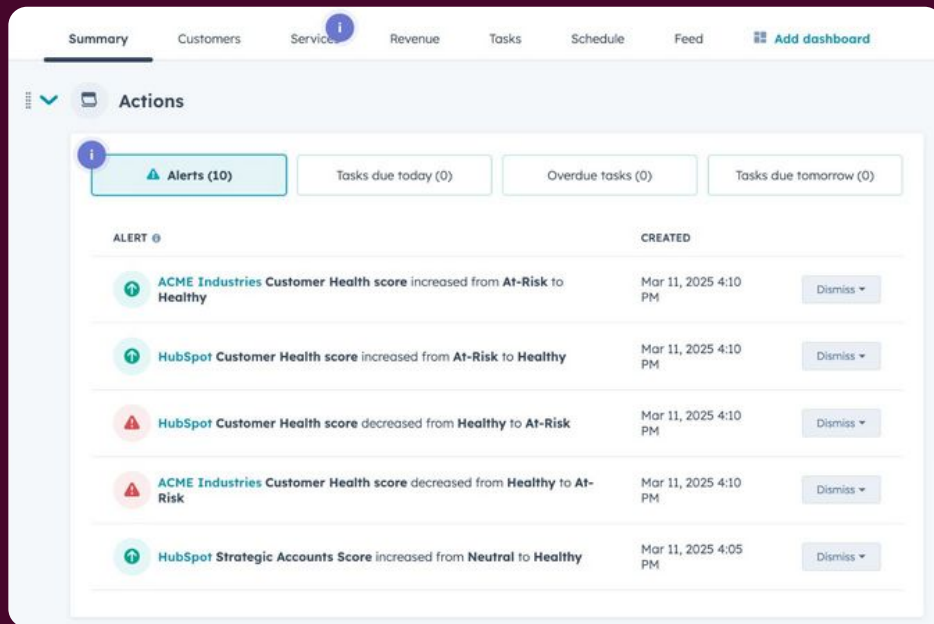 Summary Customers Services Revenue Tasks Schedule Feed Add dashboard
i
Actions
i
Alerts (10) Tasks due today (0) Overdue tasks (0) Tasks due tomorrow (0)
ALERT i CREATED
ACME Industries Customer Health score increased from At-Risk to
Healthy
Mar 11, 2025 4:10
PM
Dismiss
HubSpot Customer Health score increased from At-Risk to Healthy
Mar 11, 2025 4:10
PM
Dismiss
HubSpot Customer Health score decreased from Healthy to At-Risk
Mar 11, 2025 4:10
PM
Dismiss
ACME Industries Customer Health score decreased from Healthy to At-
Risk
Mar 11, 2025 4:10
PM
Dismiss
HubSpot Strategic Accounts Score increased from Neutral to Healthy
Mar 11, 2025 4:05
PM
Dismiss